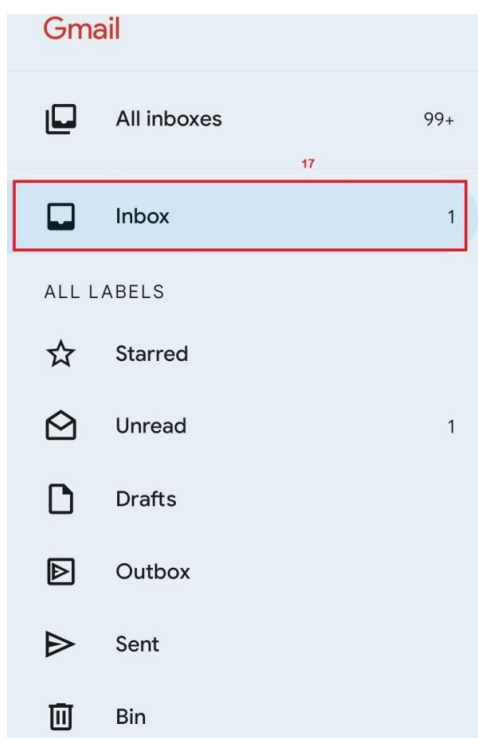 Gmail
All inboxes 99+
17
Inbox 1
ALL LABELS
Starred
Unread 1
Drafts
Outbox
Sent
Bin